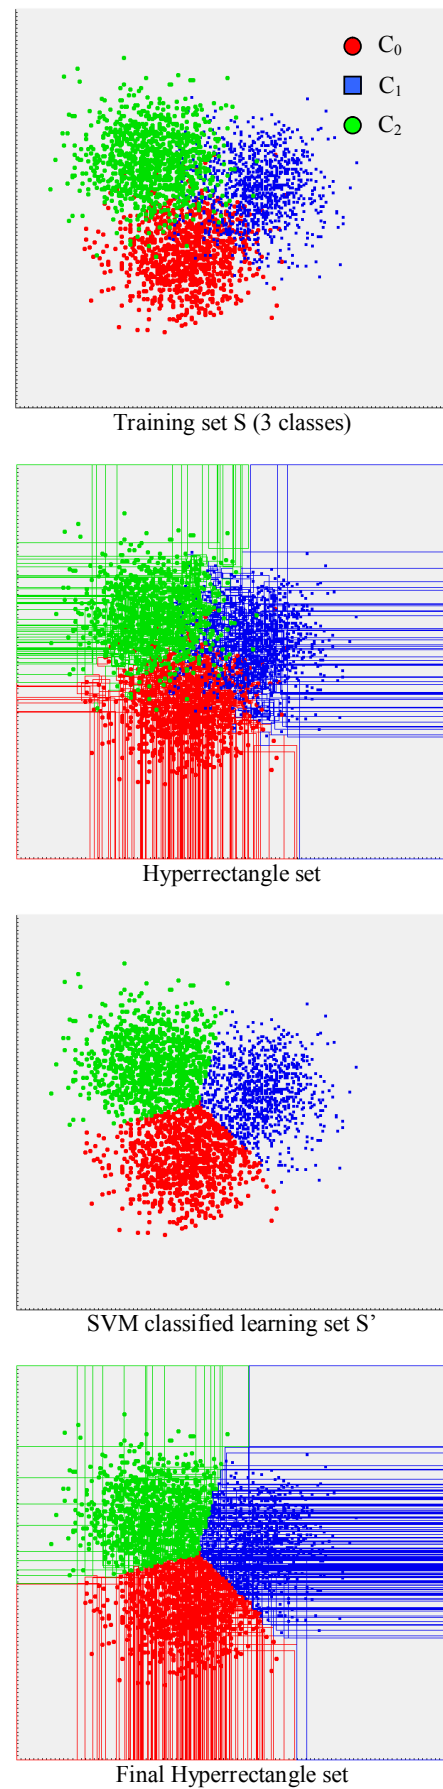 C₀
C₁
C₂
Training set S (3 classes)
Hyperrectangle set
SVM classified learning set S’
Final Hyperrectangle set